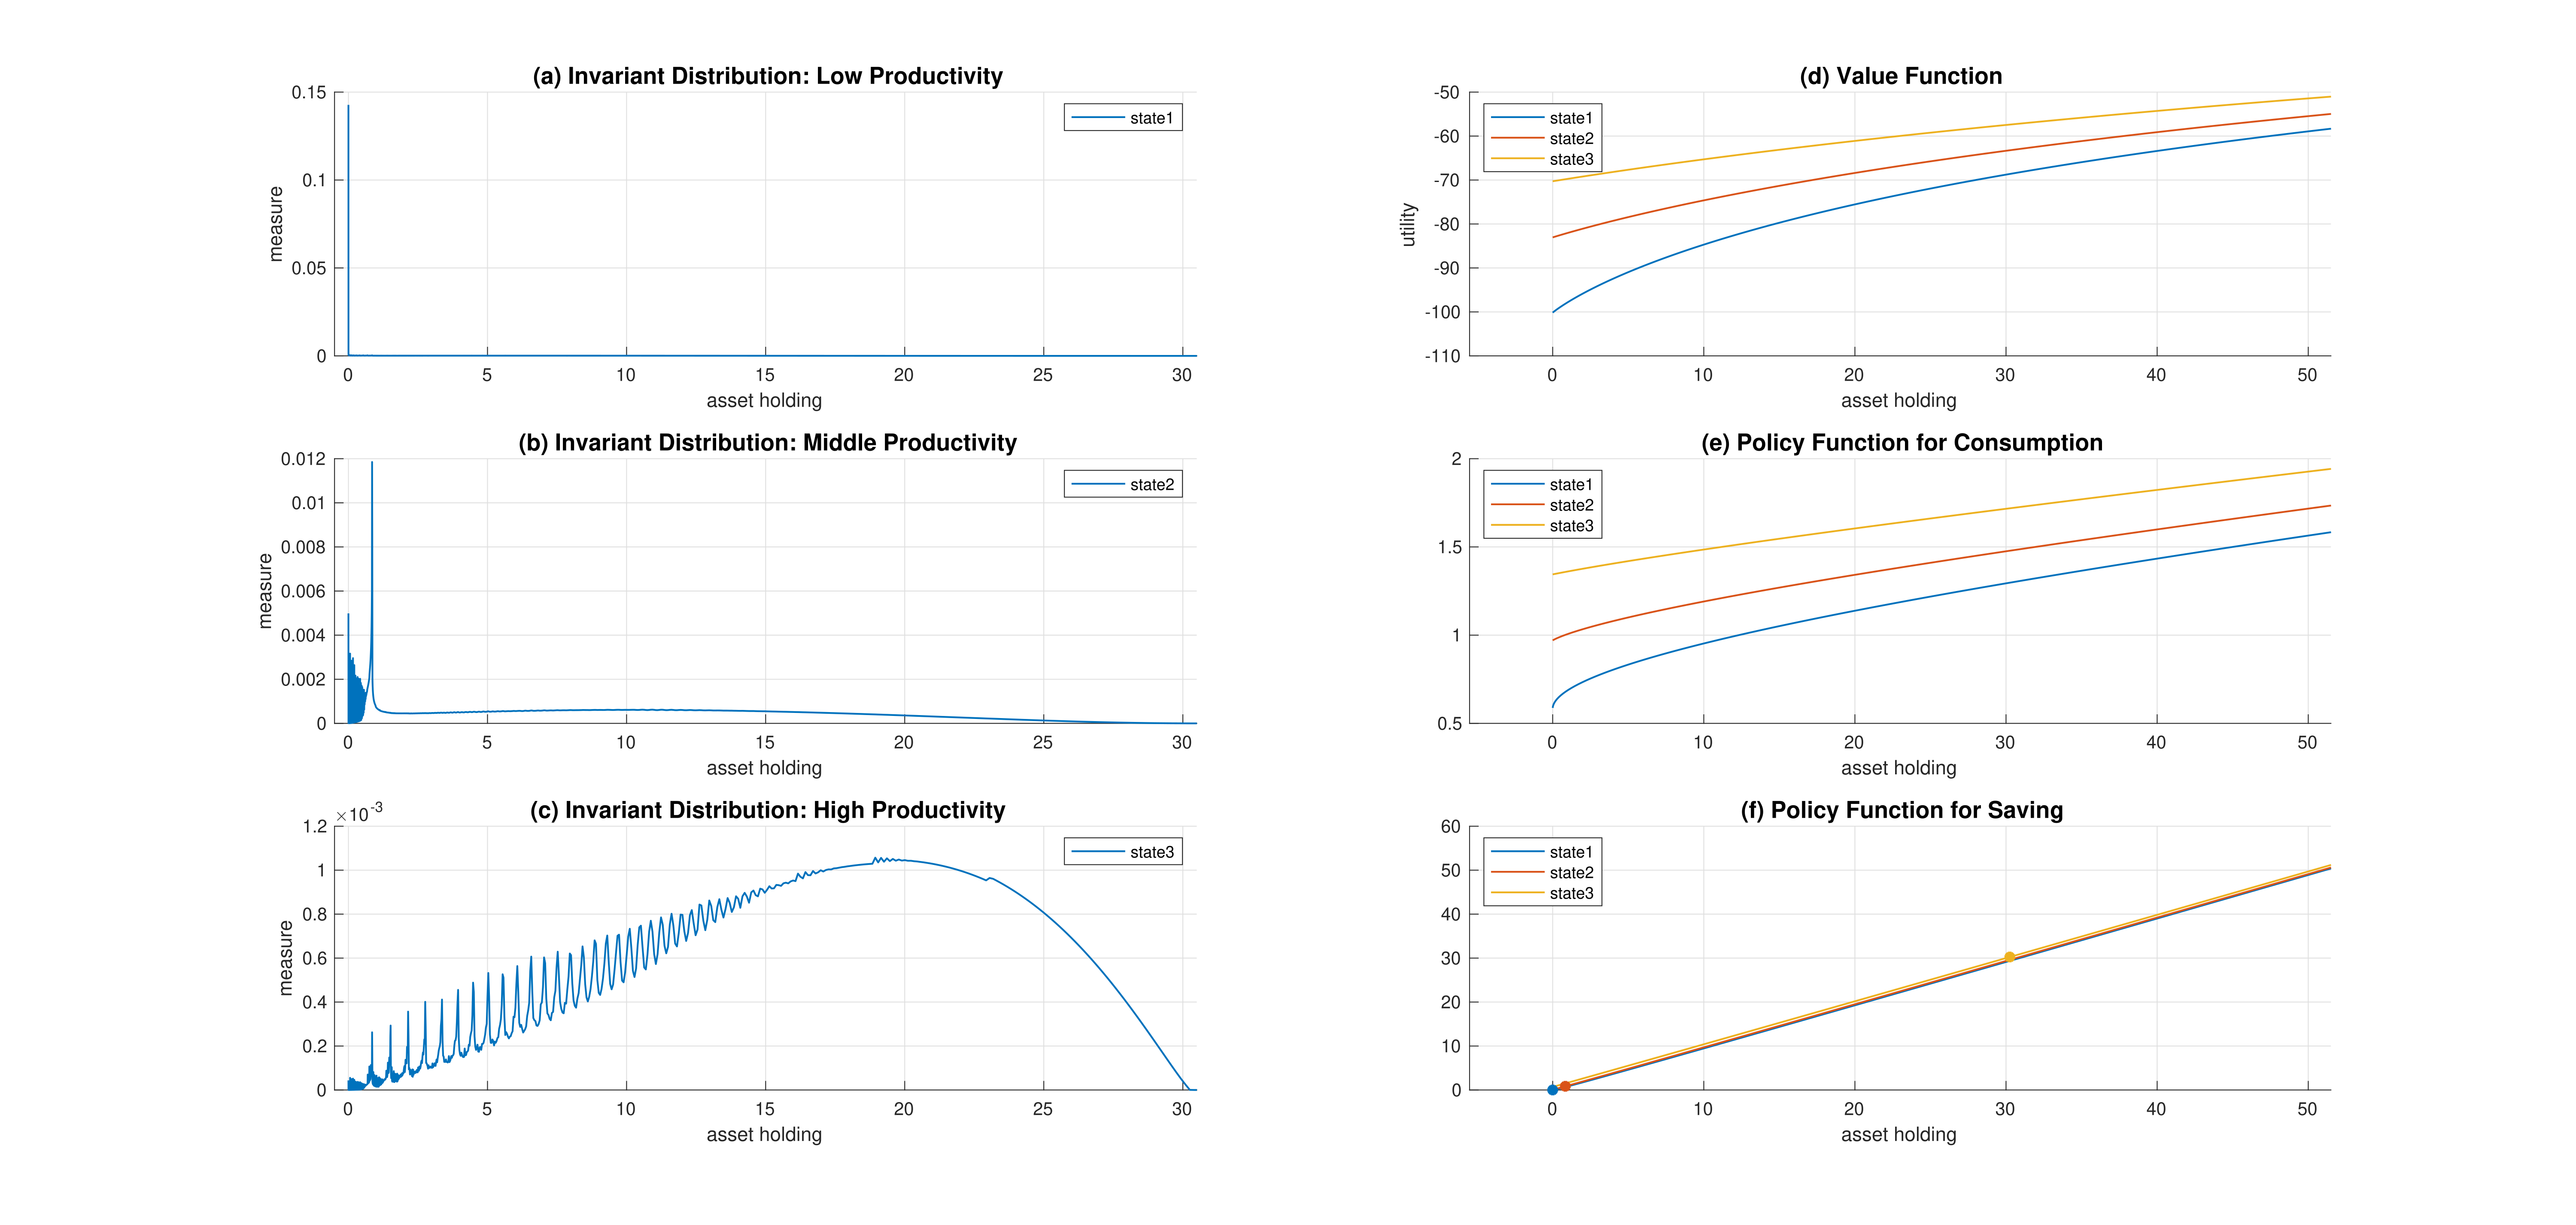 (a) Invariant Distribution: Low Productivity
0.15
0.1
0.05
0
measure
state1
0 5 10 15 20 25 30
asset holding
(b) Invariant Distribution: Middle Productivity
0.012
0.01
0.008
0.006
0.004
0.002
0
measure
state2
0 5 10 15 20 25 30
asset holding
(c) Invariant Distribution: High Productivity
×10^-3
1.2
1
0.8
0.6
0.4
0.2
0
measure
state3
0 5 10 15 20 25 30
asset holding
(d) Value Function
-50
-60
-70
-80
-90
-100
-110
utility
state1
state2
state3
0 10 20 30 40 50
asset holding
(e) Policy Function for Consumption
2
1.5
1
0.5
state1
state2
state3
0 10 20 30 40 50
asset holding
(f) Policy Function for Saving
60
50
40
30
20
10
0
state1
state2
state3
0 10 20 30 40 50
asset holding